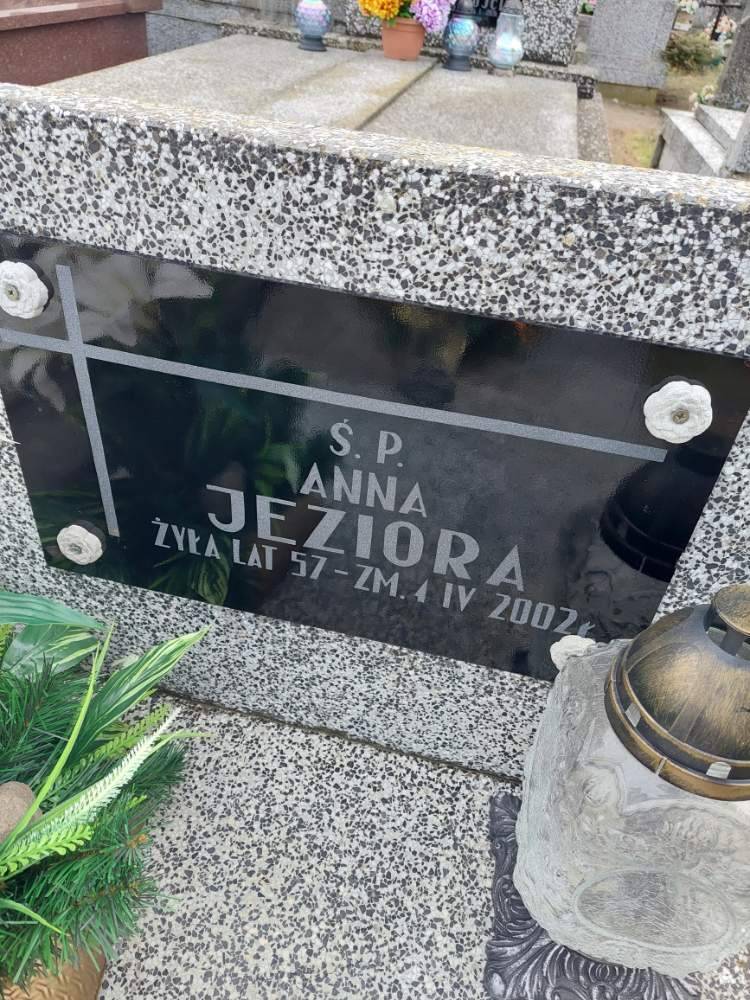 Ś. P.
ANNA
JEZIORA
ŻYŁA LAT 57 - ZM. 1 IV 2002